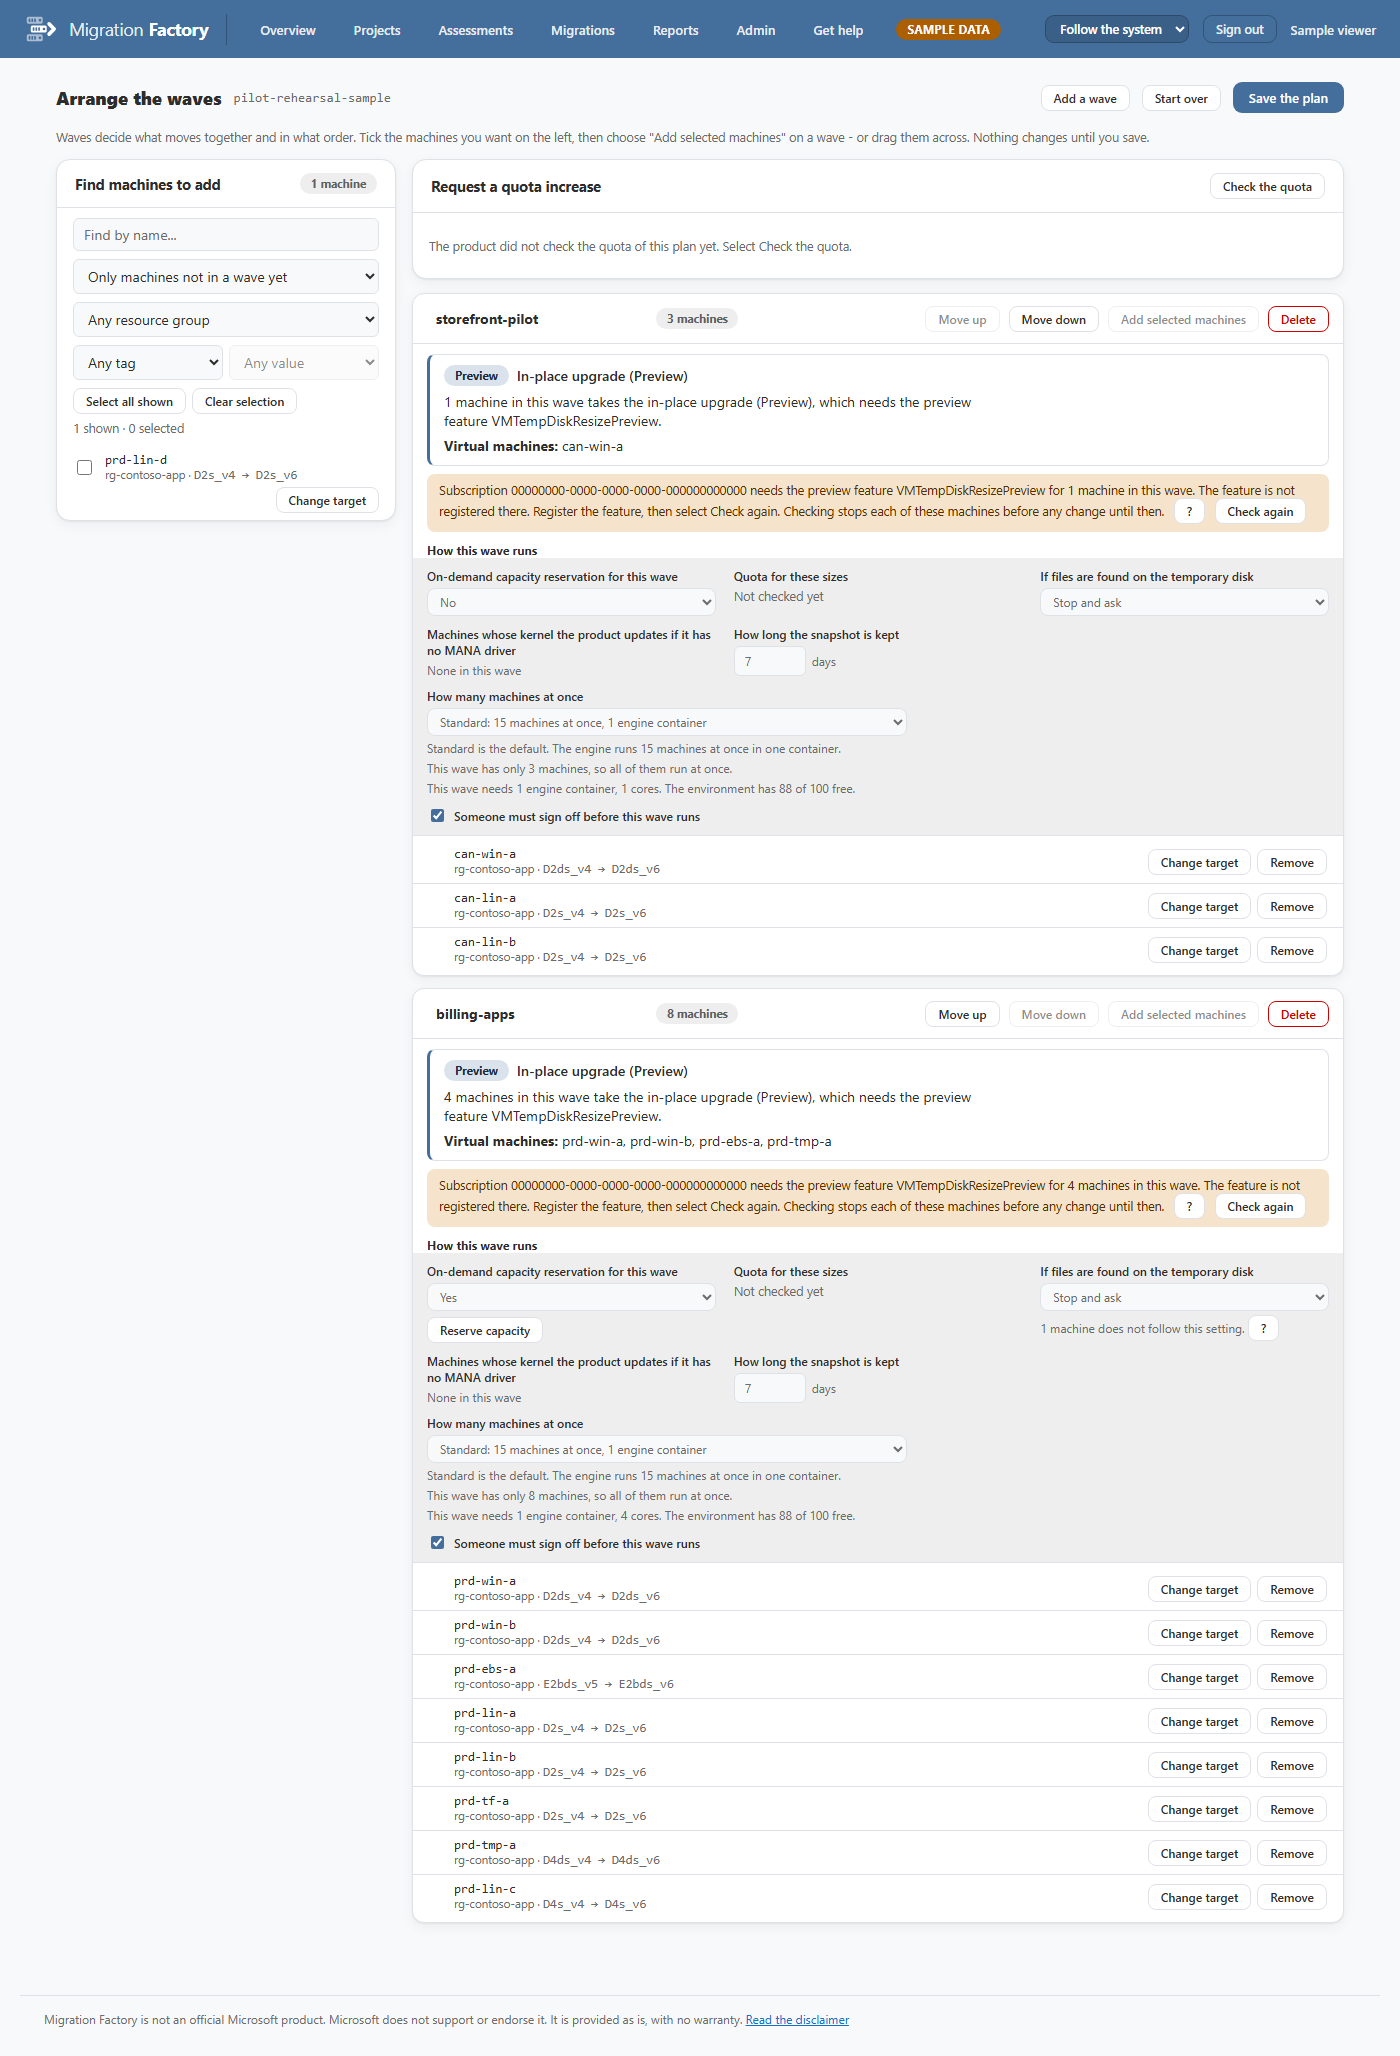 Migration Factory
Overview
Projects
Assessments
Migrations
Reports
Admin
Get help
SAMPLE DATA
Follow the system
Sign out
Sample viewer
Arrange the waves pilot-rehearsal-sample
Add a wave
Start over
Save the plan
Waves decide what moves together and in what order. Tick the machines you want on the left, then choose "Add selected machines" on a wave - or drag them across. Nothing changes until you save.
Find machines to add
1 machine
Find by name...
Only machines not in a wave yet
Any resource group
Any tag
Any value
Select all shown
Clear selection
1 shown · 0 selected
prd-lin-d
rg-contoso-app · D2s_v4 → D2s_v6
Change target
Request a quota increase
Check the quota
The product did not check the quota of this plan yet. Select Check the quota.
storefront-pilot
3 machines
Move up
Move down
Add selected machines
Delete
Preview In-place upgrade (Preview)
1 machine in this wave takes the in-place upgrade (Preview), which needs the preview
feature VMTempDiskResizePreview.
Virtual machines: can-win-a
Subscription 00000000-0000-0000-0000-000000000000 needs the preview feature VMTempDiskResizePreview for 1 machine in this wave. The feature is not
registered there. Register the feature, then select Check again. Checking stops each of these machines before any change until then. ? Check again
How this wave runs
On-demand capacity reservation for this wave
No
Quota for these sizes
Not checked yet
If files are found on the temporary disk
Stop and ask
Machines whose kernel the product updates if it has
no MANA driver
None in this wave
How long the snapshot is kept
7 days
How many machines at once
Standard: 15 machines at once, 1 engine container
Standard is the default. The engine runs 15 machines at once in one container.
This wave has only 3 machines, so all of them run at once.
This wave needs 1 engine container, 1 cores. The environment has 88 of 100 free.
Someone must sign off before this wave runs
can-win-a
rg-contoso-app · D2ds_v4 → D2ds_v6
Change target
Remove
can-lin-a
rg-contoso-app · D2s_v4 → D2s_v6
Change target
Remove
can-lin-b
rg-contoso-app · D2s_v4 → D2s_v6
Change target
Remove
billing-apps
8 machines
Move up
Move down
Add selected machines
Delete
Preview In-place upgrade (Preview)
4 machines in this wave take the in-place upgrade (Preview), which needs the preview
feature VMTempDiskResizePreview.
Virtual machines: prd-win-a, prd-win-b, prd-ebs-a, prd-tmp-a
Subscription 00000000-0000-0000-0000-000000000000 needs the preview feature VMTempDiskResizePreview for 4 machines in this wave. The feature is not
registered there. Register the feature, then select Check again. Checking stops each of these machines before any change until then. ? Check again
How this wave runs
On-demand capacity reservation for this wave
Yes
Reserve capacity
Quota for these sizes
Not checked yet
If files are found on the temporary disk
Stop and ask
1 machine does not follow this setting. ?
Machines whose kernel the product updates if it has
no MANA driver
None in this wave
How long the snapshot is kept
7 days
How many machines at once
Standard: 15 machines at once, 1 engine container
Standard is the default. The engine runs 15 machines at once in one container.
This wave has only 8 machines, so all of them run at once.
This wave needs 1 engine container, 4 cores. The environment has 88 of 100 free.
Someone must sign off before this wave runs
prd-win-a
rg-contoso-app · D2ds_v4 → D2ds_v6
Change target
Remove
prd-win-b
rg-contoso-app · D2ds_v4 → D2ds_v6
Change target
Remove
prd-ebs-a
rg-contoso-app · E2bds_v5 → E2bds_v6
Change target
Remove
prd-lin-a
rg-contoso-app · D2s_v4 → D2s_v6
Change target
Remove
prd-lin-b
rg-contoso-app · D2s_v4 → D2s_v6
Change target
Remove
prd-tf-a
rg-contoso-app · D2s_v4 → D2s_v6
Change target
Remove
prd-tmp-a
rg-contoso-app · D4ds_v4 → D4ds_v6
Change target
Remove
prd-lin-c
rg-contoso-app · D4s_v4 → D4s_v6
Change target
Remove
Migration Factory is not an official Microsoft product. Microsoft does not support or endorse it. It is provided as is, with no warranty. Read the disclaimer